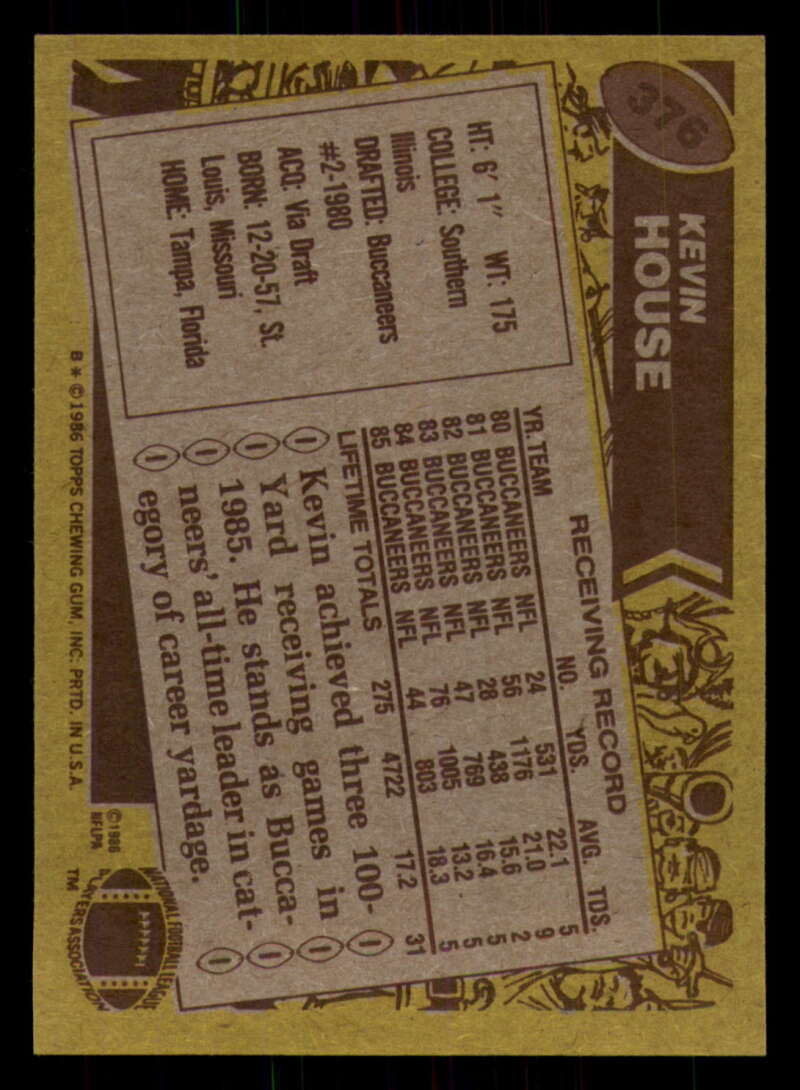 376
KEVIN
HOUSE
HT: 6' 1" WT: 175
COLLEGE: Southern
Illinois
DRAFTED: Buccaneers
#2-1980
ACQ: Via Draft
BORN: 12-20-57, St.
Louis, Missouri
HOME: Tampa, Florida
RECEIVING RECORD
YR. TEAM NO. YDS. AVG. TDS.
80 BUCCANEERS NFL 24 531 22.1 5
81 BUCCANEERS NFL 56 1176 21.0 9
82 BUCCANEERS NFL 28 438 15.6 2
83 BUCCANEERS NFL 47 769 16.4 5
84 BUCCANEERS NFL 76 1005 13.2 5
85 BUCCANEERS NFL 44 803 18.3 5
LIFETIME TOTALS 275 4722 17.2 31
Kevin achieved three 100-
Yard receiving games in
1985. He stands as Bucca-
neers' all-time leader in cat-
egory of career yardage.
B * © 1986 TOPPS CHEWING GUM, INC. PRTD. IN U.S.A.
© 1986
NFLPA
NATIONAL FOOTBALL LEAGUE
PLAYERS ASSOCIATION
TM